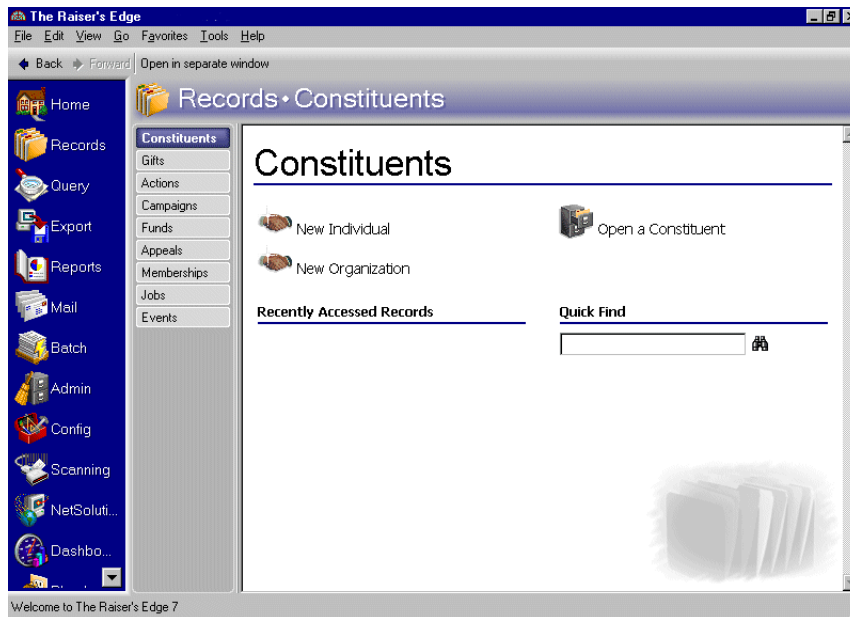 The Raiser's Edge
File Edit View Go Favorites Tools Help
Back Forward Open in separate window
Records • Constituents
Home
Records
Query
Export
Reports
Mail
Batch
Admin
Config
Scanning
NetSoluti...
Dashbo...
Constituents
Gifts
Actions
Campaigns
Funds
Appeals
Memberships
Jobs
Events
Constituents
New Individual
Open a Constituent
New Organization
Recently Accessed Records
Quick Find
Welcome to The Raiser's Edge 7